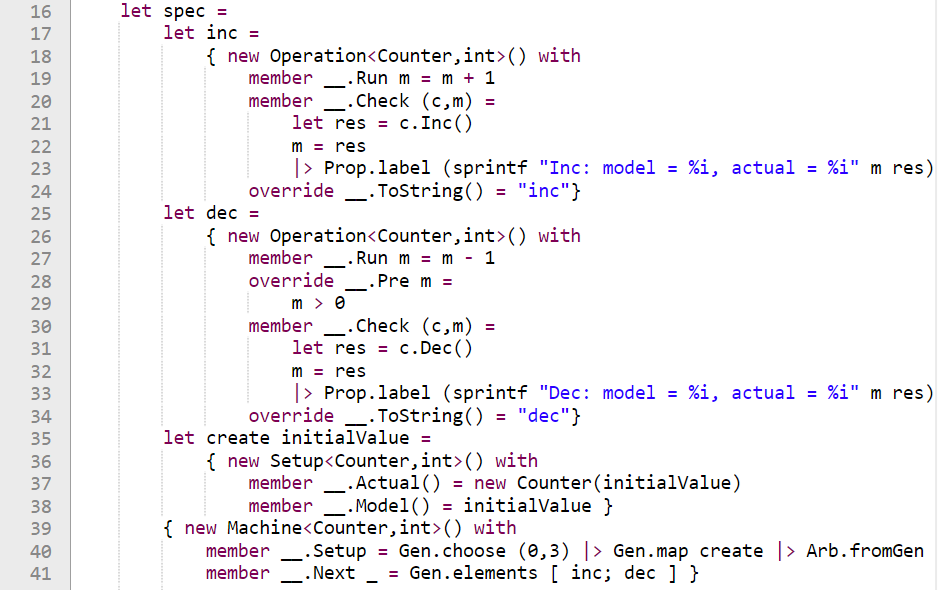 16 let spec =
17 let inc =
18 { new Operation<Counter,int>() with
19 member __.Run m = m + 1
20 member __.Check (c,m) =
21 let res = c.Inc()
22 m = res
23 |> Prop.label (sprintf "Inc: model = %i, actual = %i" m res)
24 override __.ToString() = "inc"}
25 let dec =
26 { new Operation<Counter,int>() with
27 member __.Run m = m - 1
28 override __.Pre m =
29 m > 0
30 member __.Check (c,m) =
31 let res = c.Dec()
32 m = res
33 |> Prop.label (sprintf "Dec: model = %i, actual = %i" m res)
34 override __.ToString() = "dec"}
35 let create initialValue =
36 { new Setup<Counter,int>() with
37 member __.Actual() = new Counter(initialValue)
38 member __.Model() = initialValue }
39 { new Machine<Counter,int>() with
40 member __.Setup = Gen.choose (0,3) |> Gen.map create |> Arb.fromGen
41 member __.Next _ = Gen.elements [ inc; dec ] }